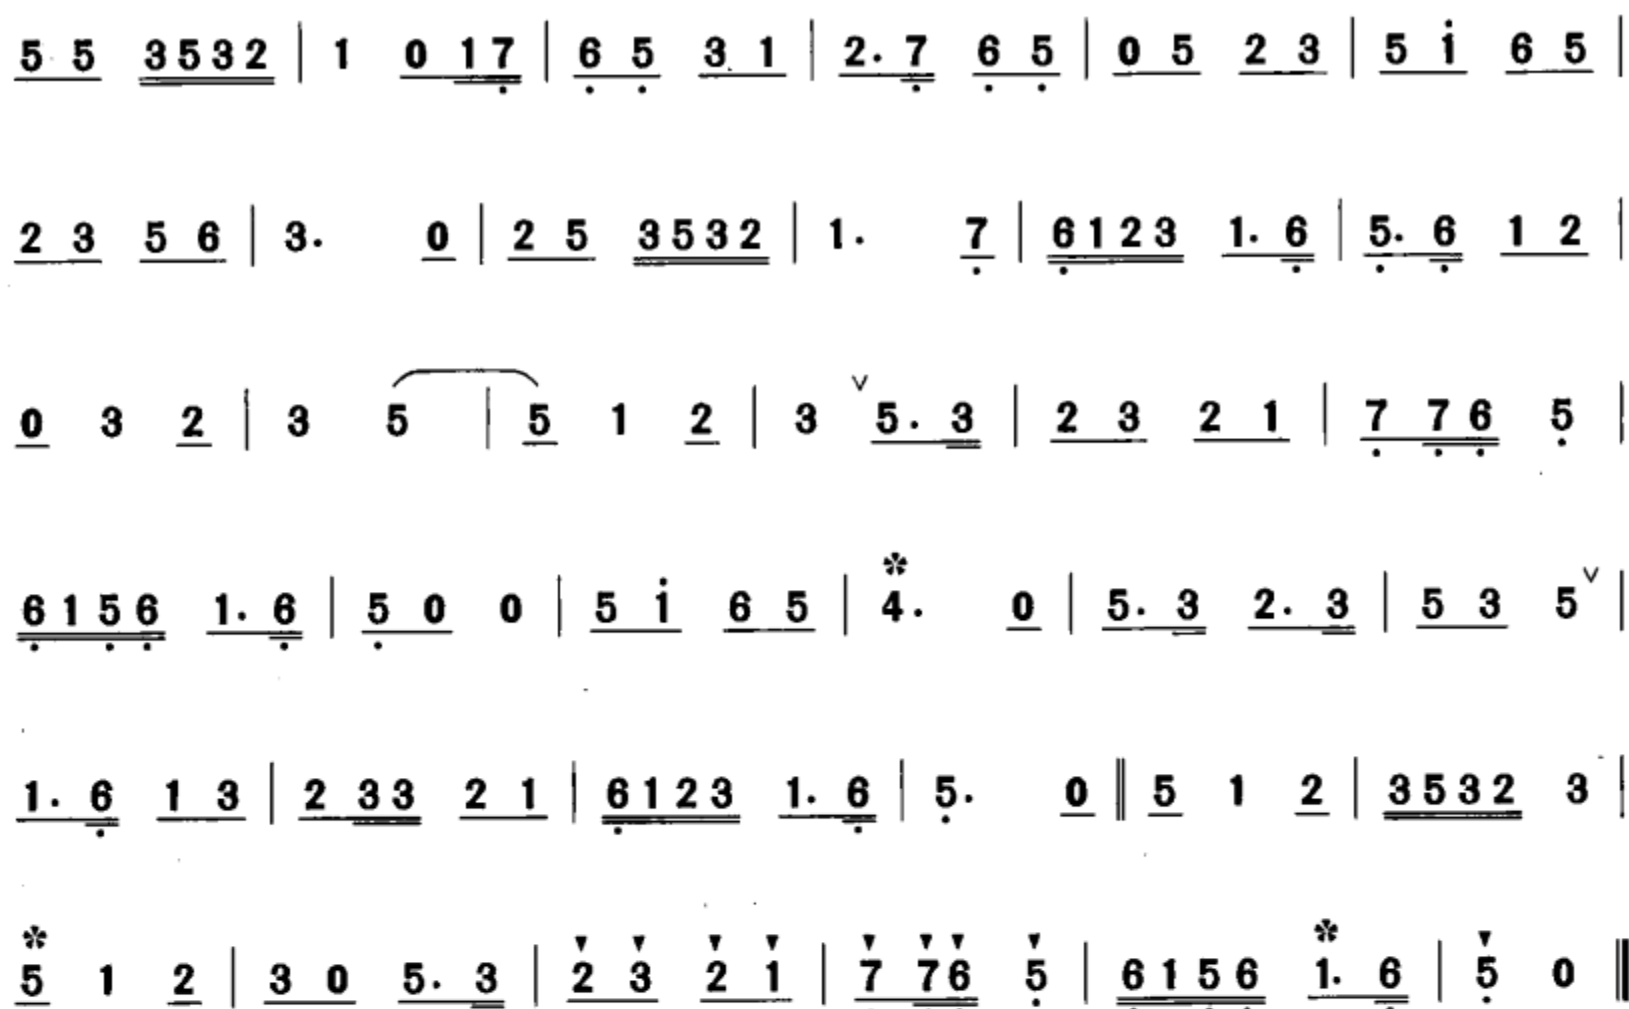 5 5 3532 | 1 0 17 | 6 5 3 1 | 2. 7 6 5 | 0 5 2 3 | 5 i 6 5 |
2 3 5 6 | 3. 0 | 2 5 3532 | 1. 7 | 6123 1. 6 | 5. 6 1 2 |
0 3 2 | 3 5 | 5 1 2 | 3 ∨ 5. 3 | 2 3 2 1 | 7 7 6 5 |
6156 1. 6 | 5 0 0 | 5 i 6 5 | 4. 0 | 5. 3 2. 3 | 5 3 5 ∨ |
1. 6 1 3 | 2 33 2 1 | 6123 1. 6 | 5. 0 || 5 1 2 | 3532 3 |
5 1 2 | 3 0 5. 3 | 2 3 2 1 | 7 76 5 | 6156 1. 6 | 5 0 ||